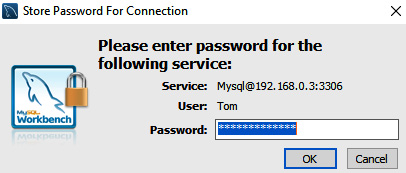 Store Password For Connection
Please enter password for the
following service:
Service: Mysql@192.168.0.3:3306
User: Tom
MySQL
Workbench
Password: *************
OK Cancel